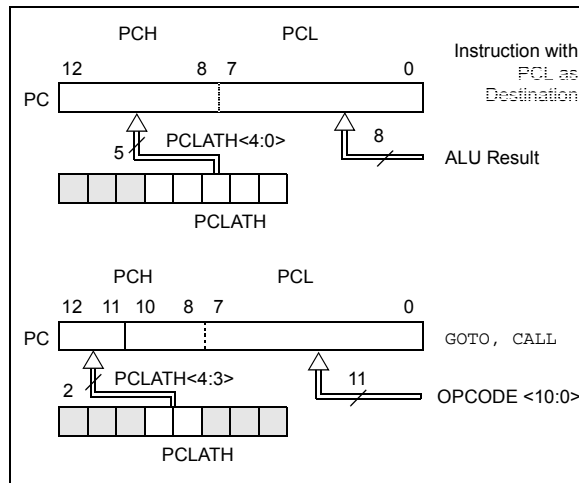 PCH PCL
12 8 7 0
Instruction with
PCL as
Destination
PC
5 PCLATH<4:0> 8
ALU Result
PCLATH
PCH PCL
12 11 10 8 7 0
PC GOTO, CALL
2 PCLATH<4:3> 11
OPCODE <10:0>
PCLATH